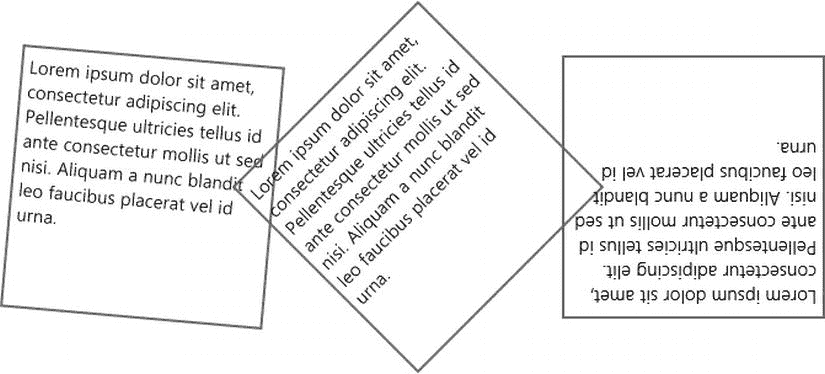 Lorem ipsum dolor sit amet,
consectetur adipiscing elit.
Pellentesque ultricies tellus id
ante consectetur mollis ut sed
nisi. Aliquam a nunc blandit
leo faucibus placerat vel id
urna.
Lorem ipsum dolor sit amet,
consectetur adipiscing elit.
Pellentesque ultricies tellus id
ante consectetur mollis ut sed
nisi. Aliquam a nunc blandit
leo faucibus placerat vel id
urna.
Lorem ipsum dolor sit amet,
consectetur adipiscing elit.
Pellentesque ultricies tellus id
ante consectetur mollis ut sed
nisi. Aliquam a nunc blandit
leo faucibus placerat vel id
urna.